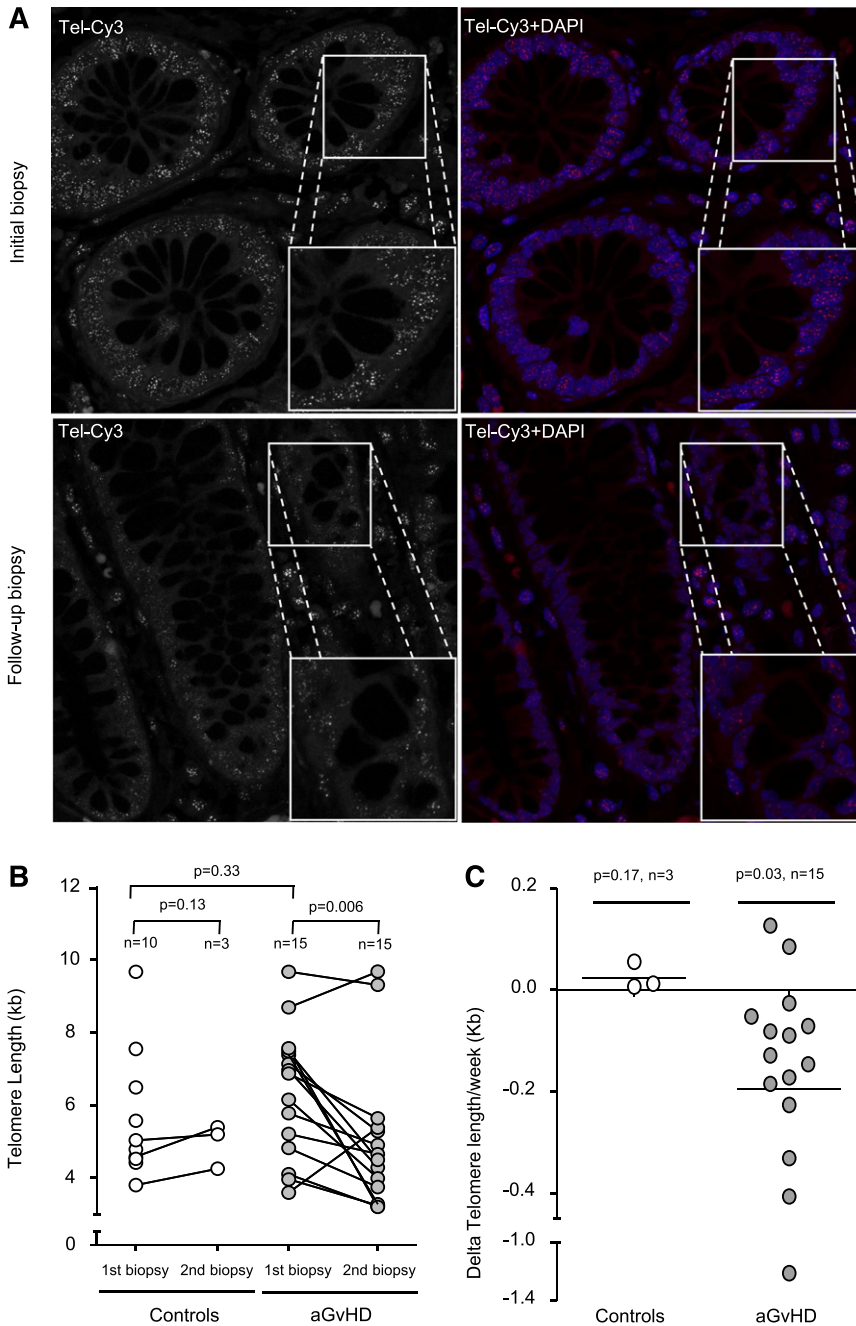 A
Tel-Cy3
Tel-Cy3+DAPI
Initial biopsy
Tel-Cy3
Tel-Cy3+DAPI
Follow-up biopsy
B
Telomere Length (kb)
12
10
8
6
4
0
p=0.33
p=0.13
p=0.006
n=10
n=3
n=15
n=15
1st biopsy
2nd biopsy
1st biopsy
2nd biopsy
Controls
aGvHD
C
Delta Telomere length/week (Kb)
0.2
0.0
-0.2
-0.4
-1.0
-1.4
p=0.17, n=3
p=0.03, n=15
Controls
aGvHD